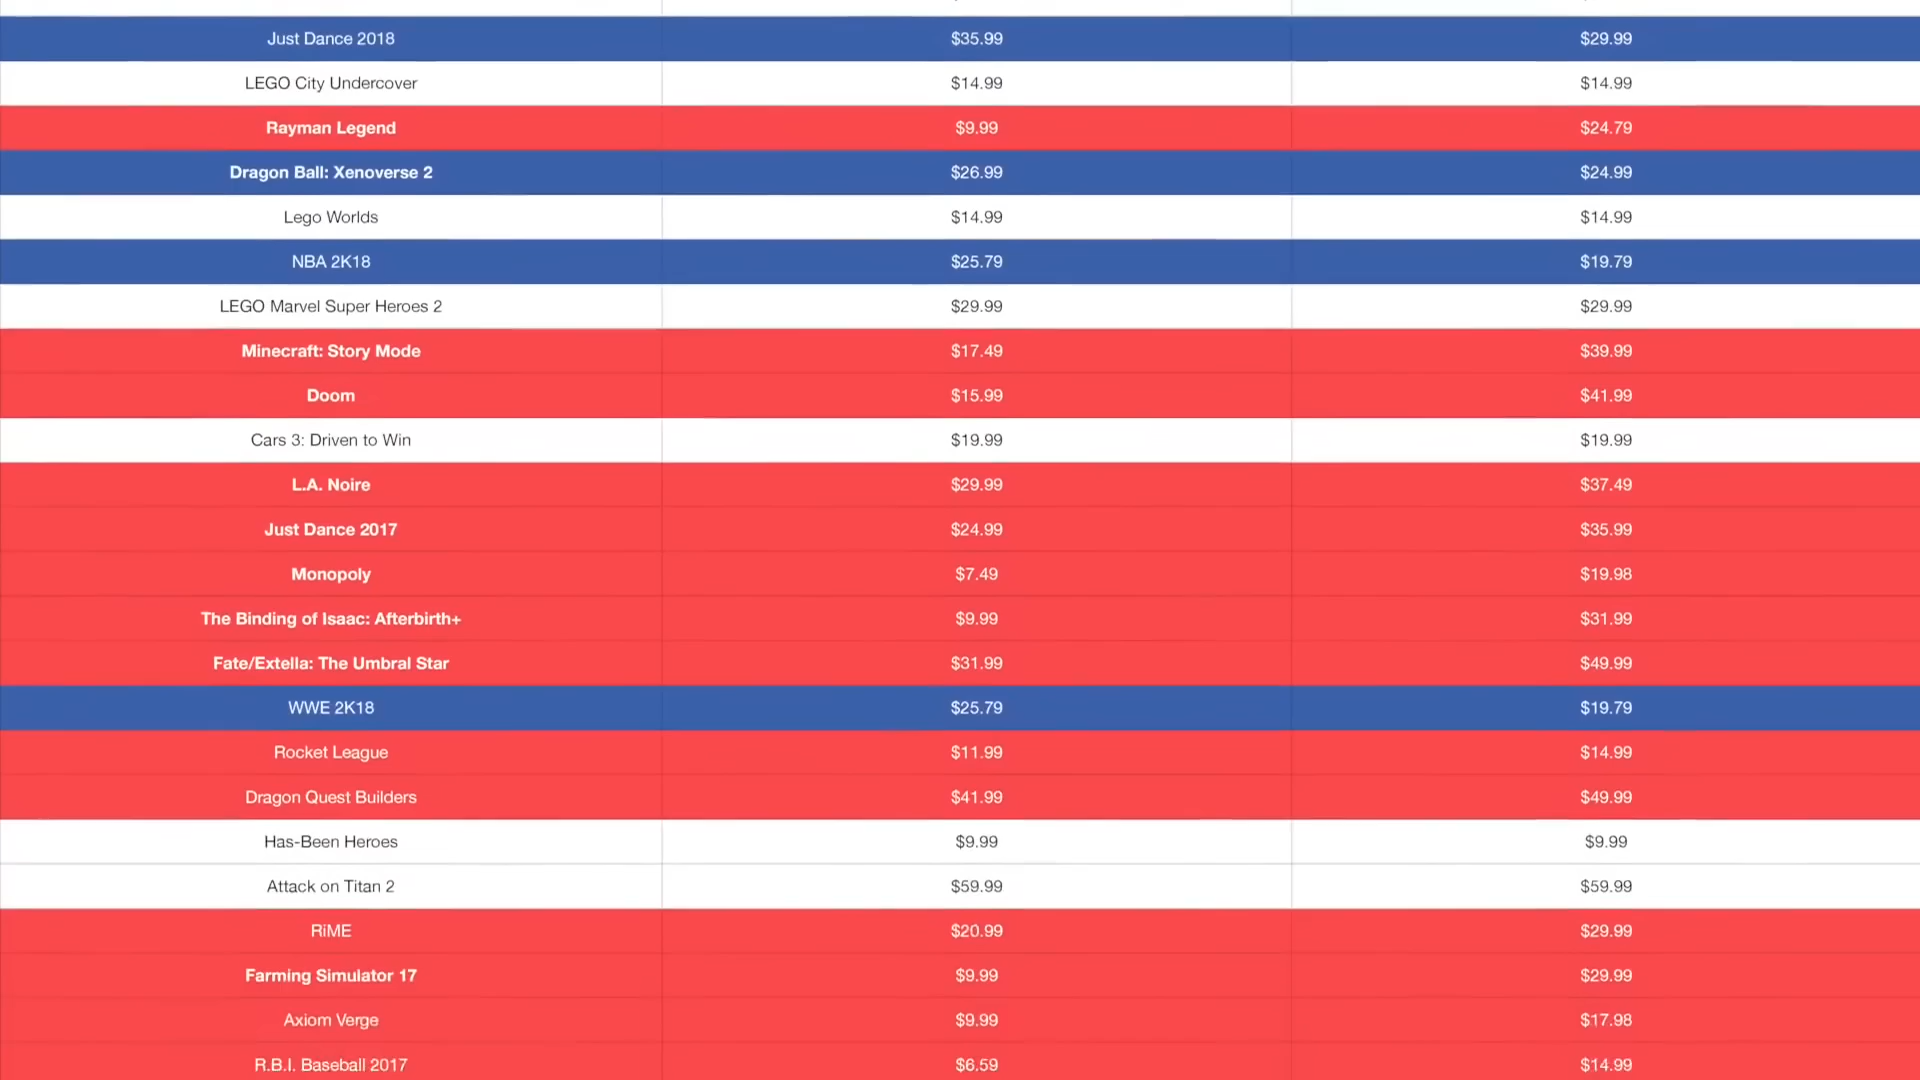 Just Dance 2018 $35.99 $29.99
LEGO City Undercover $14.99 $14.99
Rayman Legend $9.99 $24.79
Dragon Ball: Xenoverse 2 $26.99 $24.99
Lego Worlds $14.99 $14.99
NBA 2K18 $25.79 $19.79
LEGO Marvel Super Heroes 2 $29.99 $29.99
Minecraft: Story Mode $17.49 $39.99
Doom $15.99 $41.99
Cars 3: Driven to Win $19.99 $19.99
L.A. Noire $29.99 $37.49
Just Dance 2017 $24.99 $35.99
Monopoly $7.49 $19.98
The Binding of Isaac: Afterbirth+ $9.99 $31.99
Fate/Extella: The Umbral Star $31.99 $49.99
WWE 2K18 $25.79 $19.79
Rocket League $11.99 $14.99
Dragon Quest Builders $41.99 $49.99
Has-Been Heroes $9.99 $9.99
Attack on Titan 2 $59.99 $59.99
RiME $20.99 $29.99
Farming Simulator 17 $9.99 $29.99
Axiom Verge $9.99 $17.98
R.B.I. Baseball 2017 $6.59 $14.99